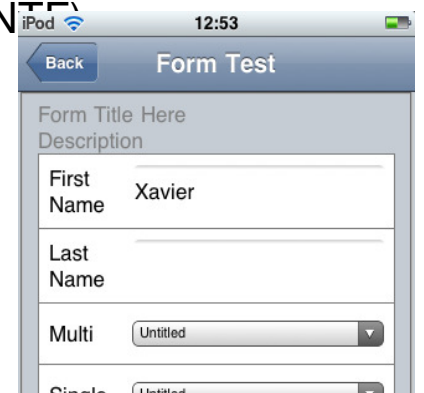 iPod 12:53
Back Form Test
Form Title Here
Description
First
Name
Xavier
Last
Name
Multi Untitled